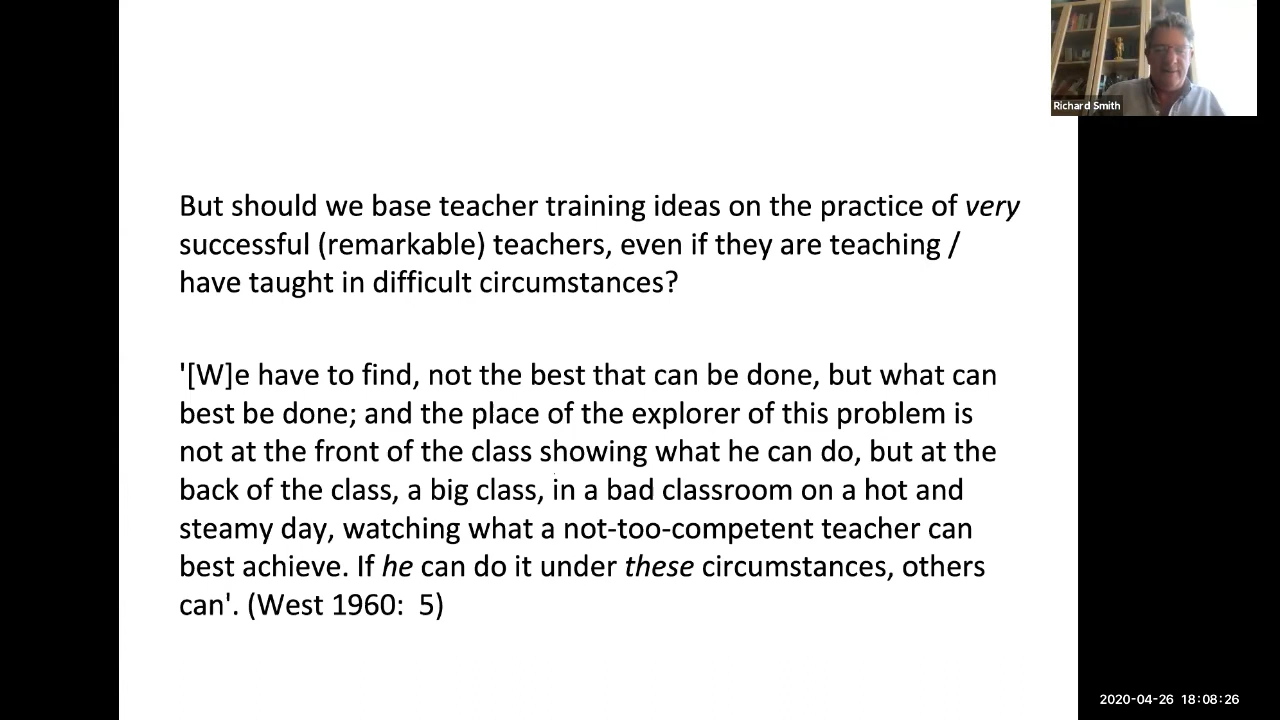 Richard Smith
But should we base teacher training ideas on the practice of very
successful (remarkable) teachers, even if they are teaching /
have taught in difficult circumstances?
'[W]e have to find, not the best that can be done, but what can
best be done; and the place of the explorer of this problem is
not at the front of the class showing what he can do, but at the
back of the class, a big class, in a bad classroom on a hot and
steamy day, watching what a not-too-competent teacher can
best achieve. If he can do it under these circumstances, others
can'. (West 1960:  5)
2020-04-26 18:08:26